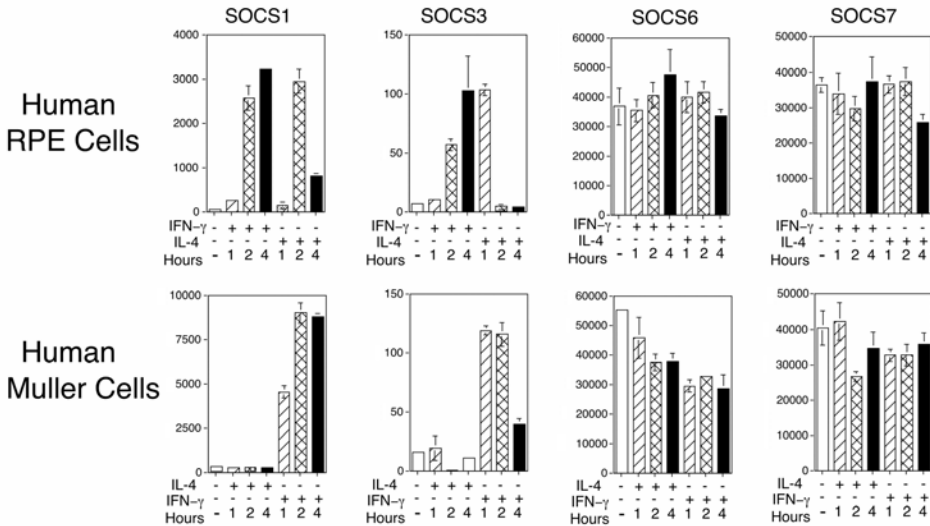 SOCS1
SOCS3
SOCS6
SOCS7
Human
RPE Cells
4000
3000
2000
1000
0
IFN−γ - + + + - - -
IL-4 - - - - + + +
Hours - 1 2 4 1 2 4
150
100
50
0
IFN−γ - + + + - - -
IL-4 - - - - + + +
Hours - 1 2 4 1 2 4
60000
50000
40000
30000
20000
10000
0
IFN−γ - + + + - - -
IL-4 - - - - + + +
Hours - 1 2 4 1 2 4
50000
40000
30000
20000
10000
0
IFN−γ - + + + - - -
IL-4 - - - - + + +
Hours - 1 2 4 1 2 4
Human
Muller Cells
10000
7500
5000
2500
0
IL-4 - + + + - - -
IFN−γ - - - - + + +
Hours - 1 2 4 1 2 4
150
100
50
0
IL-4 - + + + - - -
IFN−γ - - - - + + +
Hours - 1 2 4 1 2 4
60000
50000
40000
30000
20000
10000
0
IL-4 - + + + - - -
IFN−γ - - - - + + +
Hours - 1 2 4 1 2 4
50000
40000
30000
20000
10000
0
IL-4 - + + + - - -
IFN−γ - - - - + + +
Hours - 1 2 4 1 2 4